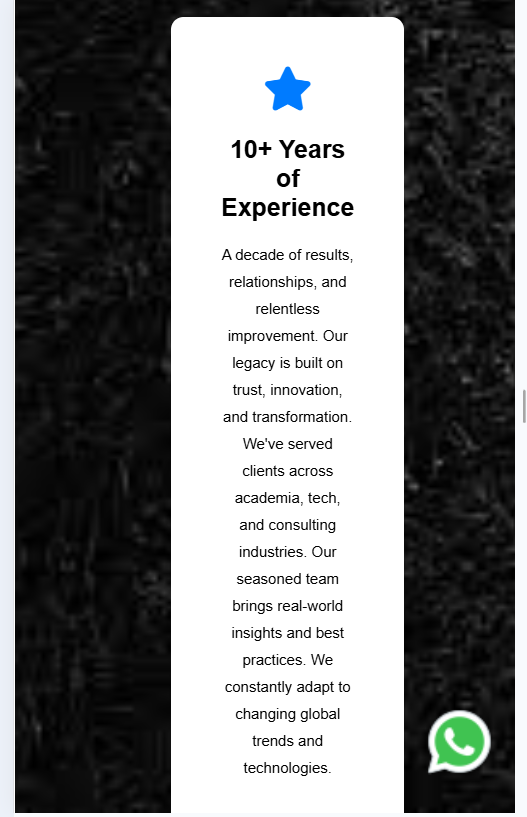 10+ Years
of
Experience
A decade of results,
relationships, and
relentless
improvement. Our
legacy is built on
trust, innovation,
and transformation.
We've served
clients across
academia, tech,
and consulting
industries. Our
seasoned team
brings real-world
insights and best
practices. We
constantly adapt to
changing global
trends and
technologies.